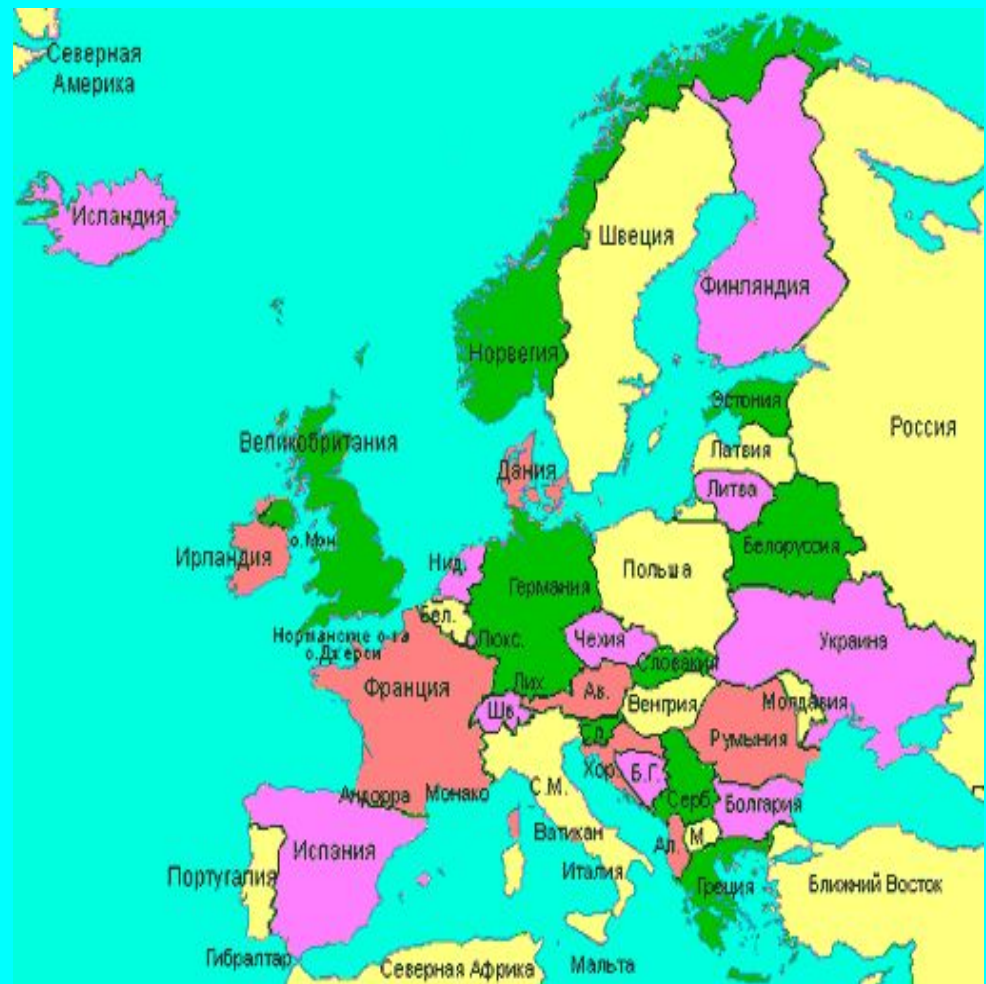 Северная
Америка
Исландия
Швеция
Финляндия
Норвегия
Эстония
Россия
Великобритания
Латвия
Дания
Литва
о.Мэн
Белоруссия
Ирландия
Нид.
Германия
Польша
Бел.
Нормандские о-ва
о.Джерси
Люкс.
Чехия
Украина
Словакия
Франция
Лих.
Ав.
Венгрия
Молдавия
Шв.
Румыния
Хор.
Б.Г.
С.М.
Андорра
Монако
Серб.
Болгария
Ватикан
М.
Ал.
Испания
Италия
Португалия
Греция
Ближний Восток
Гибралтар
Северная Африка
Мальта